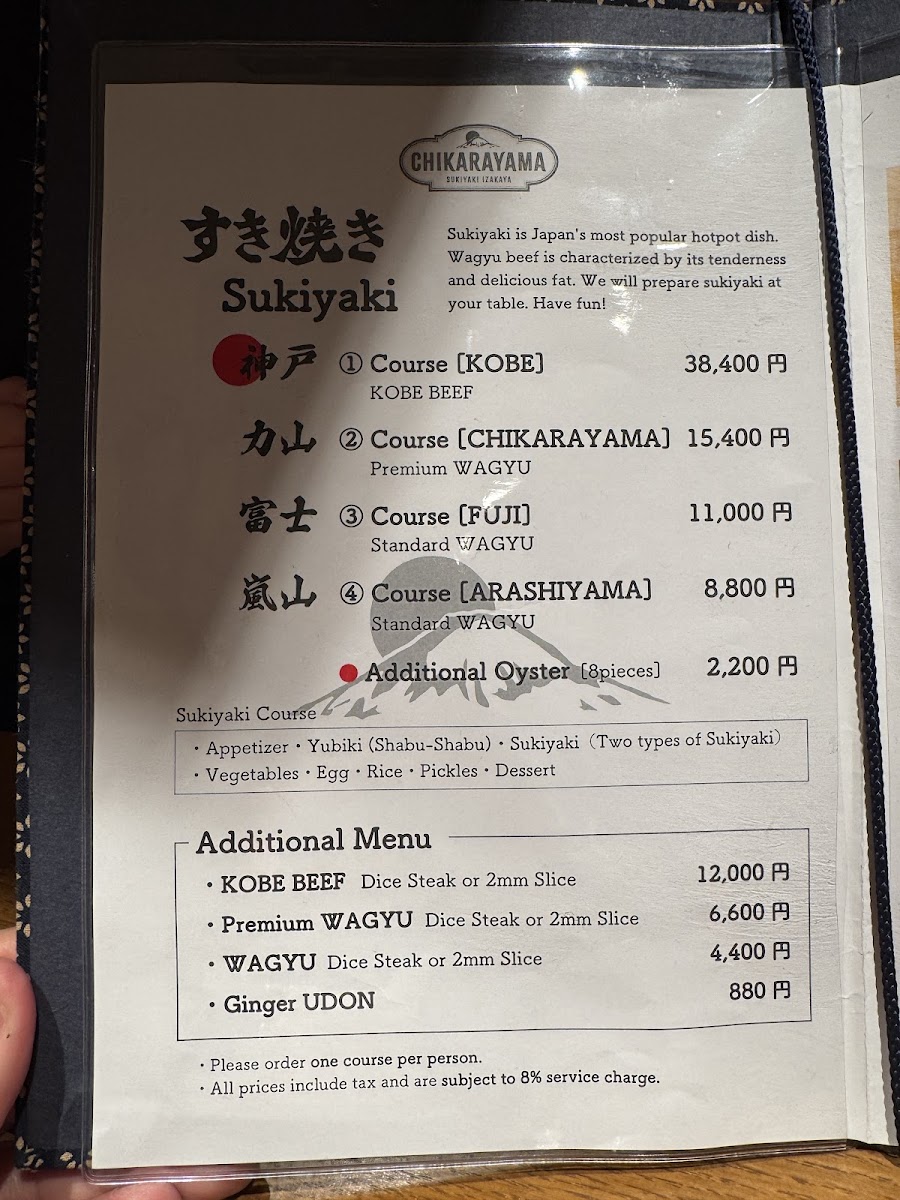 CHIKARAYAMA
SUKIYAKI IZAKAYA
すき焼き
Sukiyaki
Sukiyaki is Japan's most popular hotpot dish.
Wagyu beef is characterized by its tenderness
and delicious fat. We will prepare sukiyaki at
your table. Have fun!
神戸 ① Course [KOBE] 38,400 円
KOBE BEEF
力山 ② Course [CHIKARAYAMA] 15,400 円
Premium WAGYU
富士 ③ Course [FUJI] 11,000 円
Standard WAGYU
嵐山 ④ Course [ARASHIYAMA] 8,800 円
Standard WAGYU
Additional Oyster [8pieces] 2,200 円
Sukiyaki Course
・Appetizer・Yubiki (Shabu-Shabu)・Sukiyaki（Two types of Sukiyaki）
・Vegetables・Egg・Rice・Pickles・Dessert
Additional Menu
・KOBE BEEF Dice Steak or 2mm Slice 12,000 円
・Premium WAGYU Dice Steak or 2mm Slice 6,600 円
・WAGYU Dice Steak or 2mm Slice 4,400 円
・Ginger UDON 880 円
・Please order one course per person.
・All prices include tax and are subject to 8% service charge.